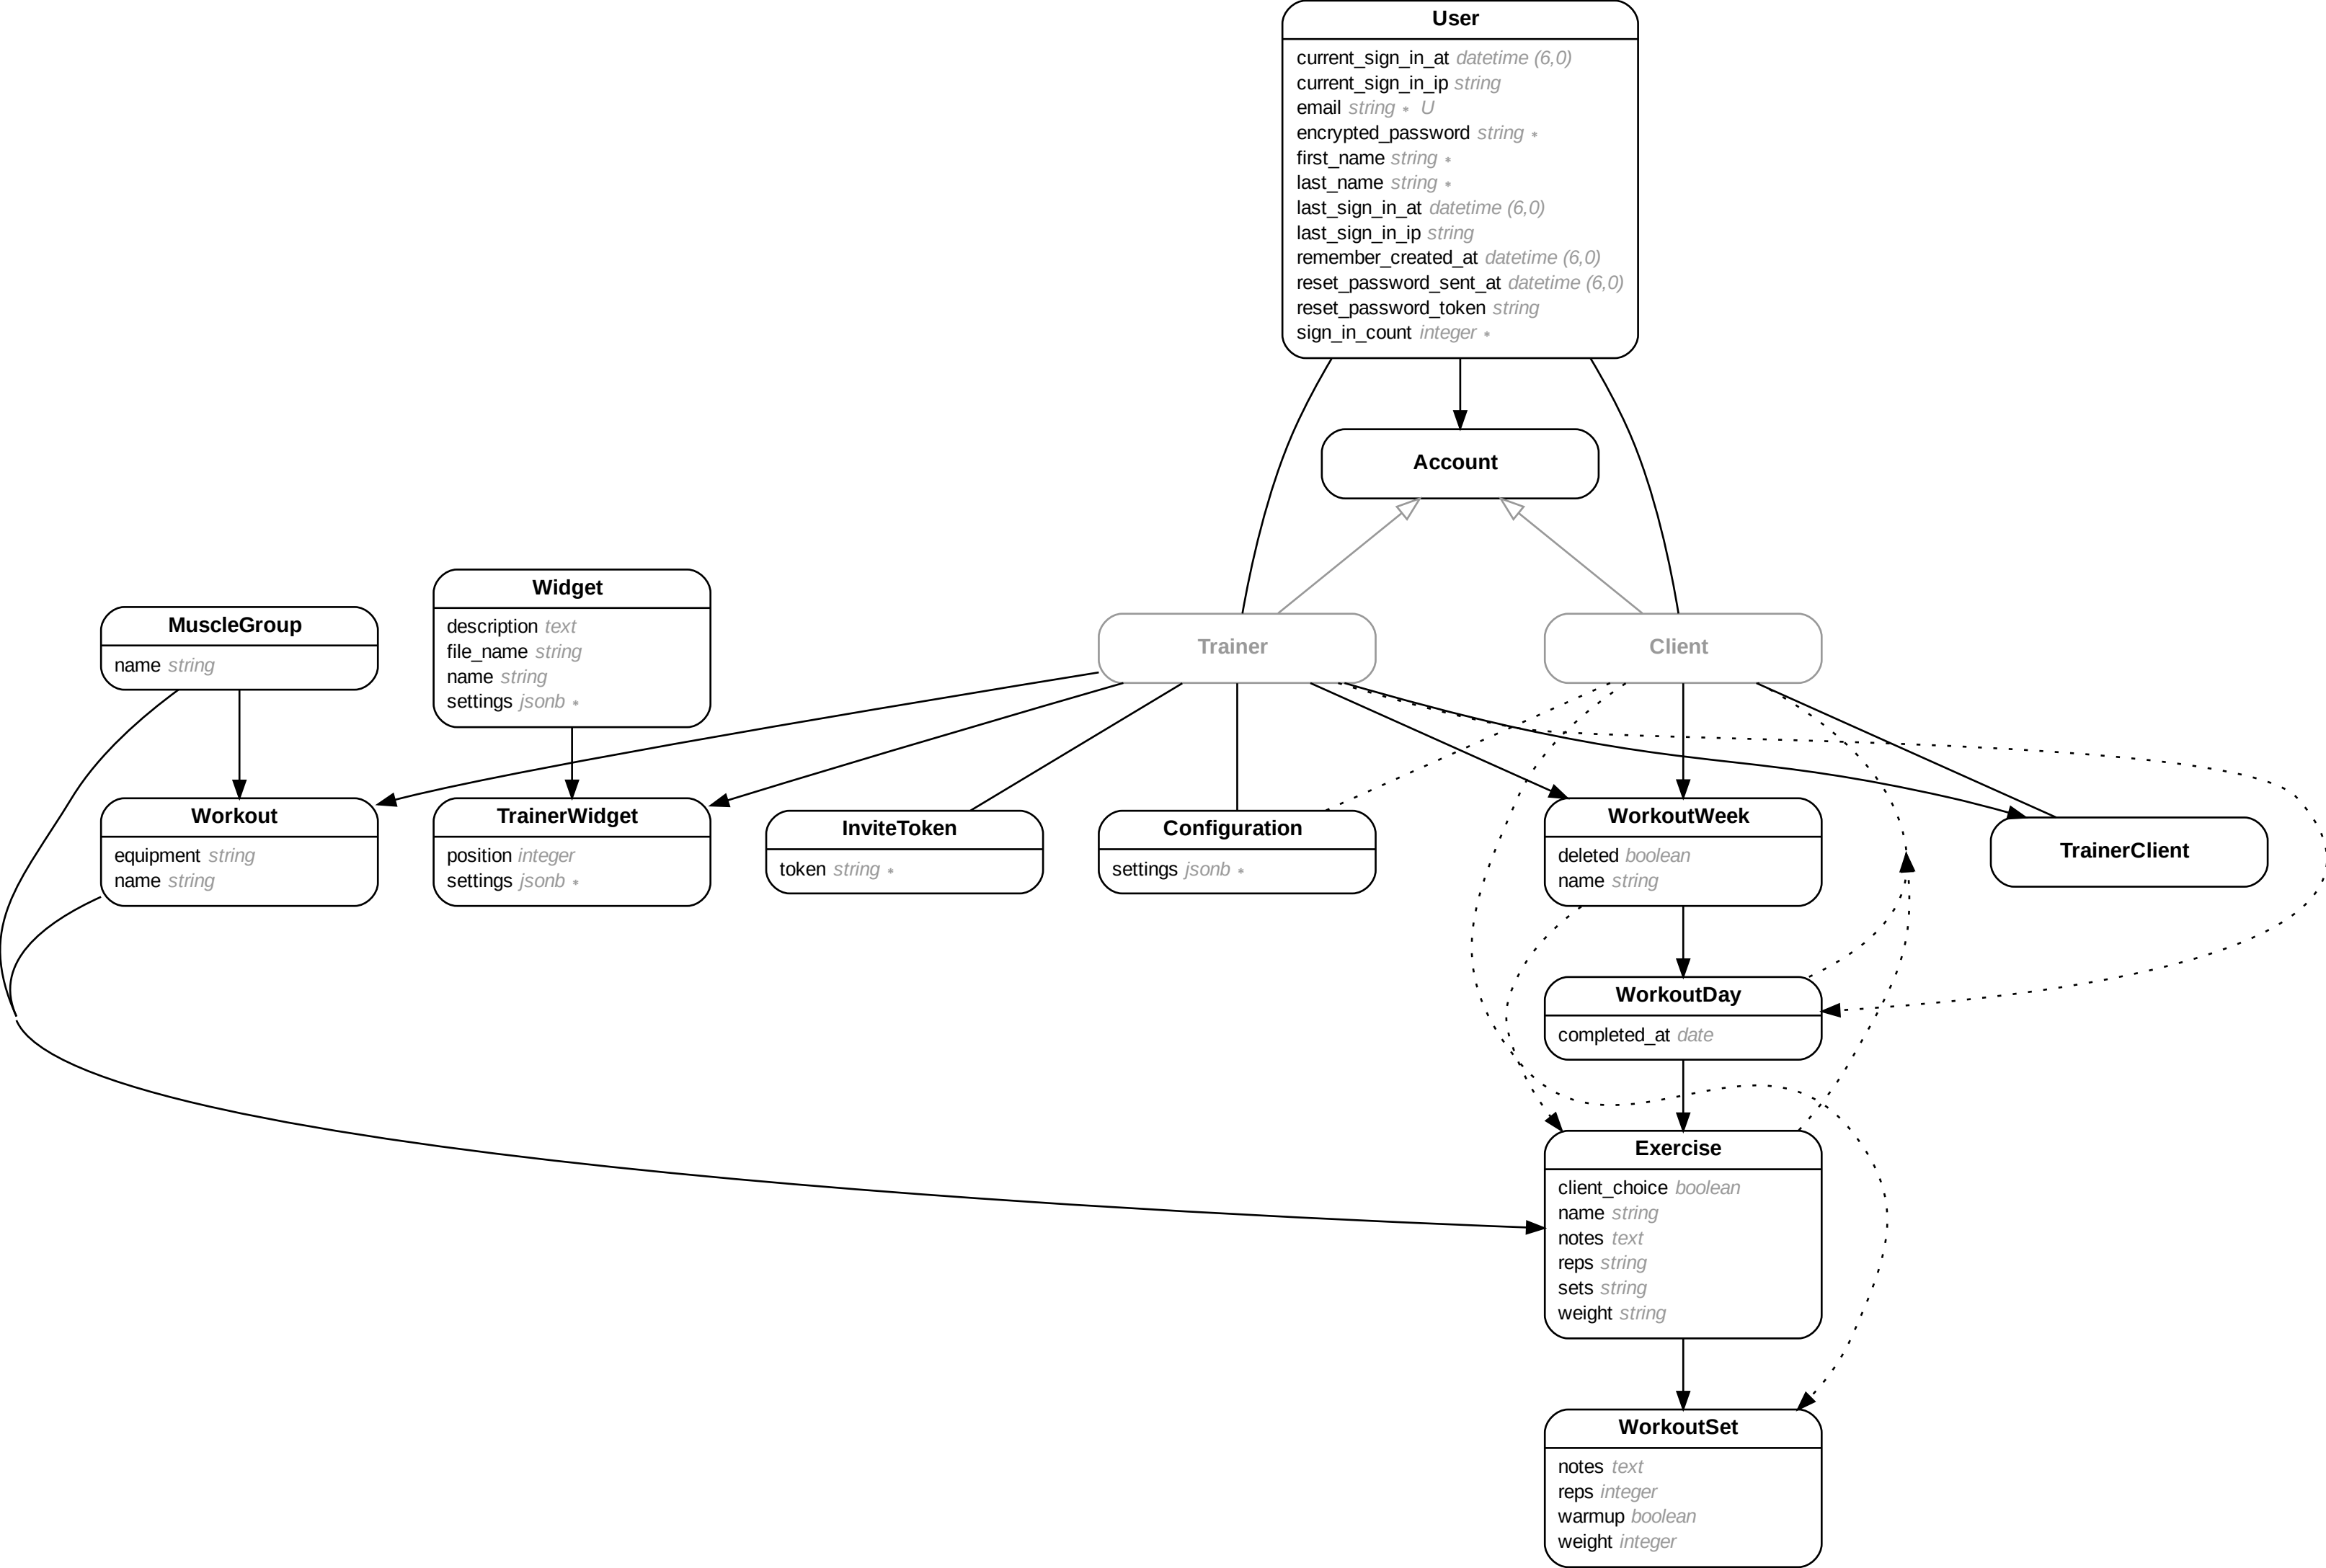 User
current_sign_in_at datetime (6,0)
current_sign_in_ip string
email string * U
encrypted_password string *
first_name string *
last_name string *
last_sign_in_at datetime (6,0)
last_sign_in_ip string
remember_created_at datetime (6,0)
reset_password_sent_at datetime (6,0)
reset_password_token string
sign_in_count integer *
Account
Widget
description text
file_name string
name string
settings jsonb *
MuscleGroup
name string
Trainer
Client
Workout
equipment string
name string
TrainerWidget
position integer
settings jsonb *
InviteToken
token string *
Configuration
settings jsonb *
WorkoutWeek
deleted boolean
name string
TrainerClient
WorkoutDay
completed_at date
Exercise
client_choice boolean
name string
notes text
reps string
sets string
weight string
WorkoutSet
notes text
reps integer
warmup boolean
weight integer